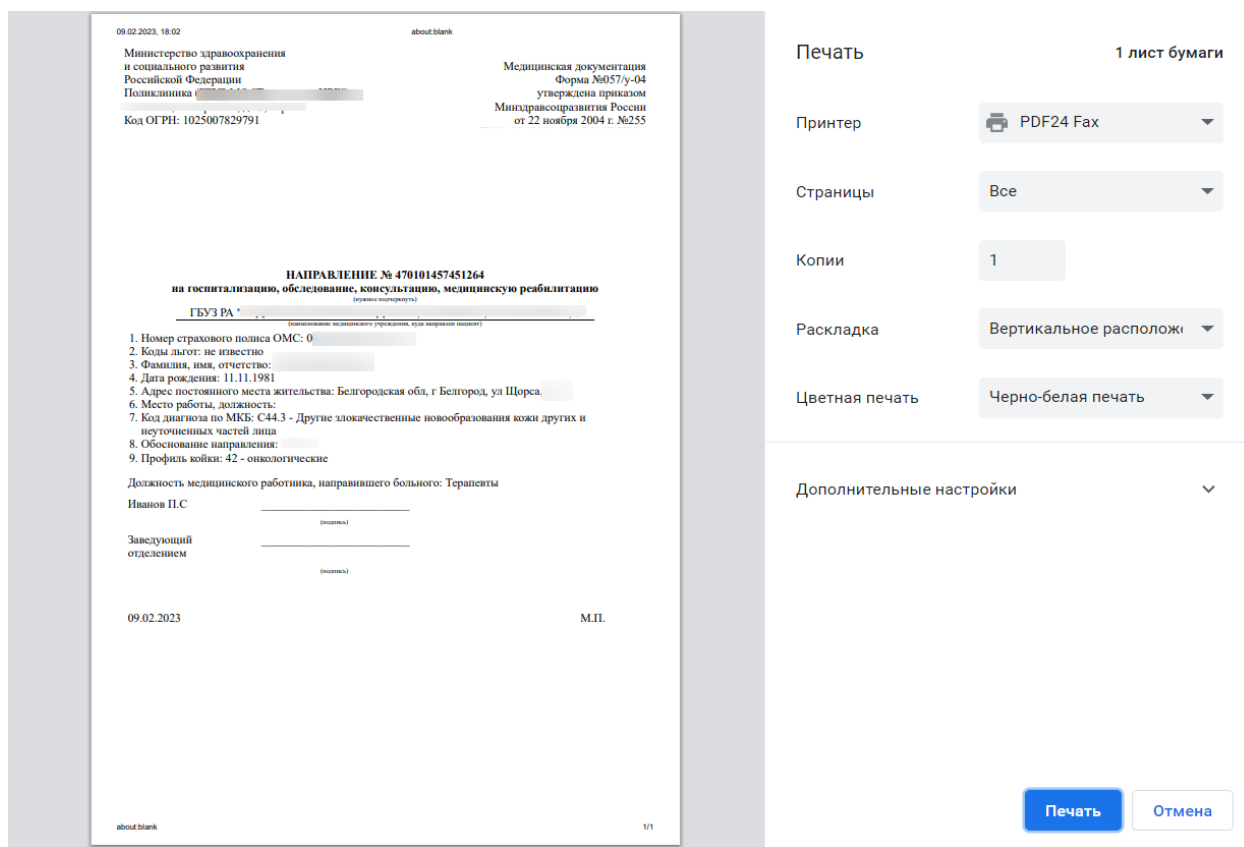 09.02.2023, 18:02
about:blank
Министерство здравоохранения
и социального развития
Российской Федерации
Поликлиника
Код ОГРН: 1025007829791
Медицинская документация
Форма №057/у-04
утверждена приказом
Минздравсоцразвития России
от 22 ноября 2004 г. №255
НАПРАВЛЕНИЕ № 470101457451264
на госпитализацию, обследование, консультацию, медицинскую реабилитацию
(нужное подчеркнуть)
ГБУЗ РА "
(наименование медицинского учреждения, куда направлен пациент)
1. Номер страхового полиса ОМС: 0
2. Коды льгот: не известно
3. Фамилия, имя, отчетство:
4. Дата рождения: 11.11.1981
5. Адрес постоянного места жительства: Белгородская обл, г Белгород, ул Щорса,
6. Место работы, должность:
7. Код диагноза по МКБ: C44.3 - Другие злокачественные новообразования кожи других и
неуточненных частей лица
8. Обоснование направления:
9. Профиль койки: 42 - онкологические
Должность медицинского работника, направившего больного: Терапевты
Иванов П.С
(подпись)
Заведующий
отделением
(подпись)
09.02.2023
М.П.
about:blank
1/1
Печать
1 лист бумаги
Принтер
PDF24 Fax
Страницы
Все
Копии
1
Раскладка
Вертикальное располож
Цветная печать
Черно-белая печать
Дополнительные настройки
Печать
Отмена